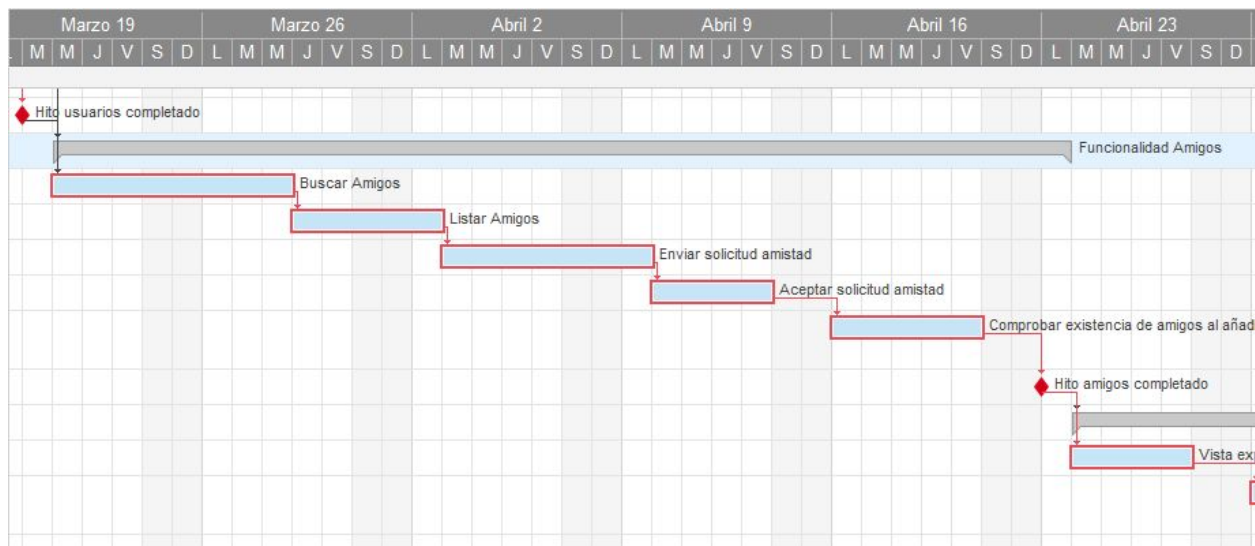 Marzo 19 Marzo 26 Abril 2 Abril 9 Abril 16 Abril 23
M M J V S D L M M J V S D L M M J V S D L M M J V S D L M M J V S D L M M J V S D
Hito usuarios completado
Funcionalidad Amigos
Buscar Amigos
Listar Amigos
Enviar solicitud amistad
Aceptar solicitud amistad
Comprobar existencia de amigos al añad
Hito amigos completado
Vista